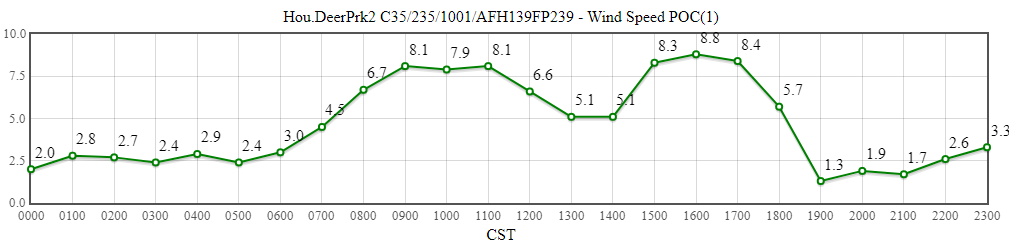 Hou.DeerPrk2 C35/235/1001/AFH139FP239 - Wind Speed POC(1)
10.0
7.5
5.0
2.5
0.0
2.0 2.8 2.7 2.4 2.9 2.4 3.0 4.5 6.7 8.1 7.9 8.1 6.6 5.1 5.1 8.3 8.8 8.4 5.7 1.3 1.9 1.7 2.6 3.3
0000 0100 0200 0300 0400 0500 0600 0700 0800 0900 1000 1100 1200 1300 1400 1500 1600 1700 1800 1900 2000 2100 2200 2300
CST